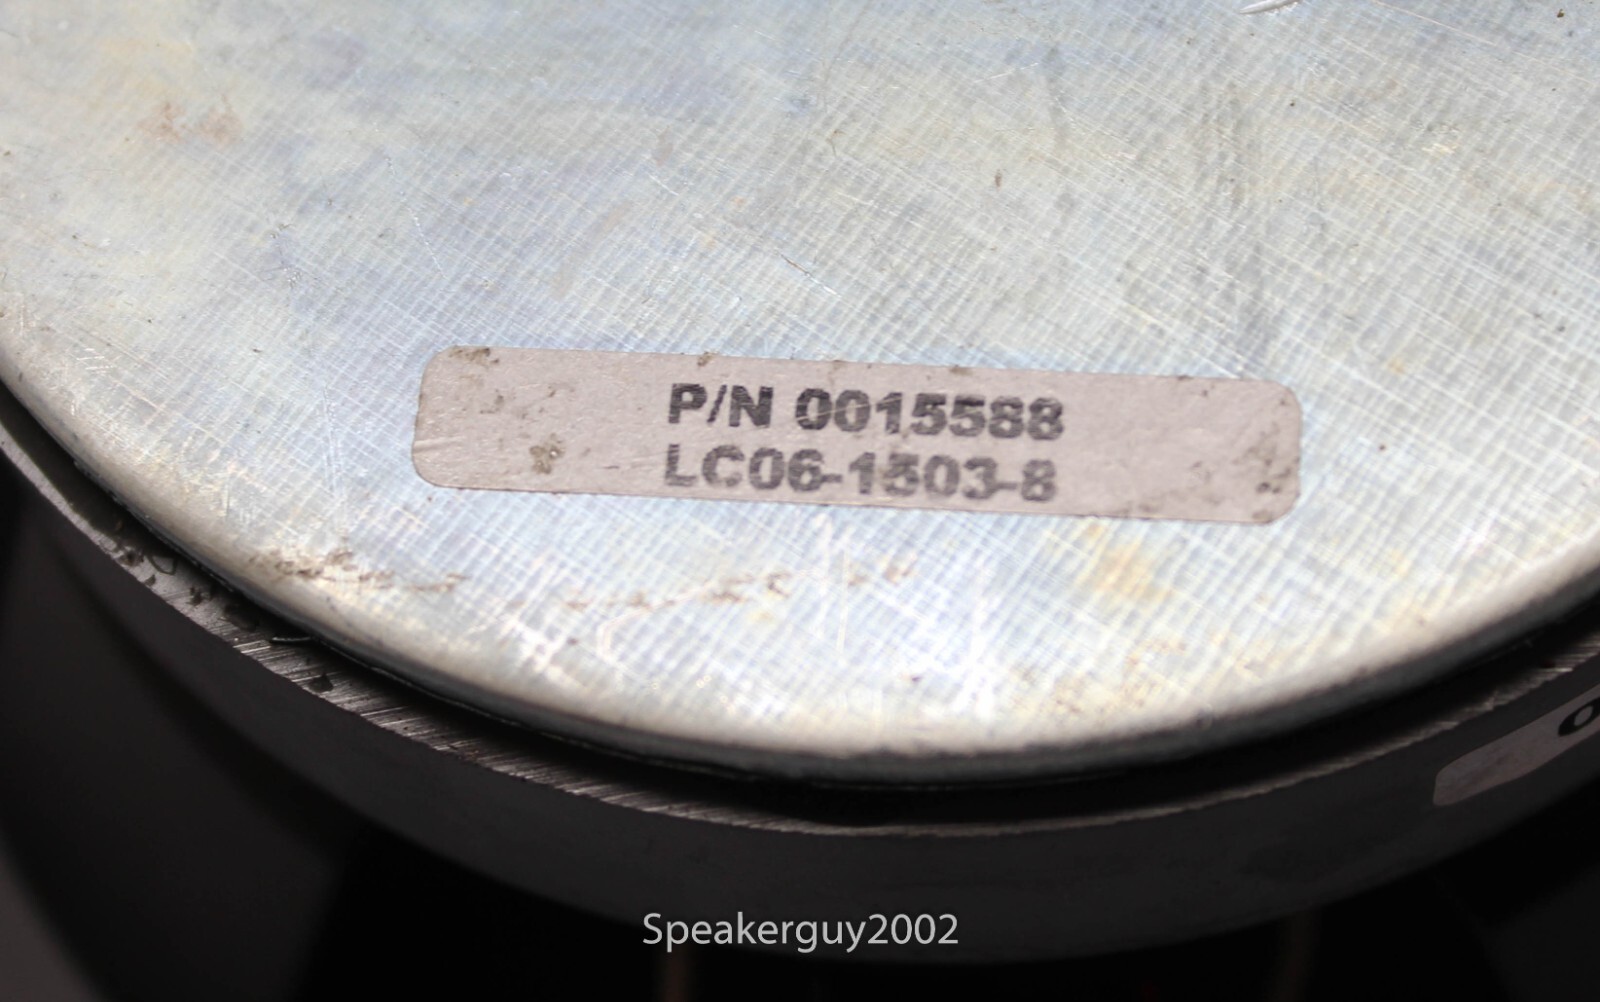 P/N 0015588
LC06-1503-8
Speakerguy2002